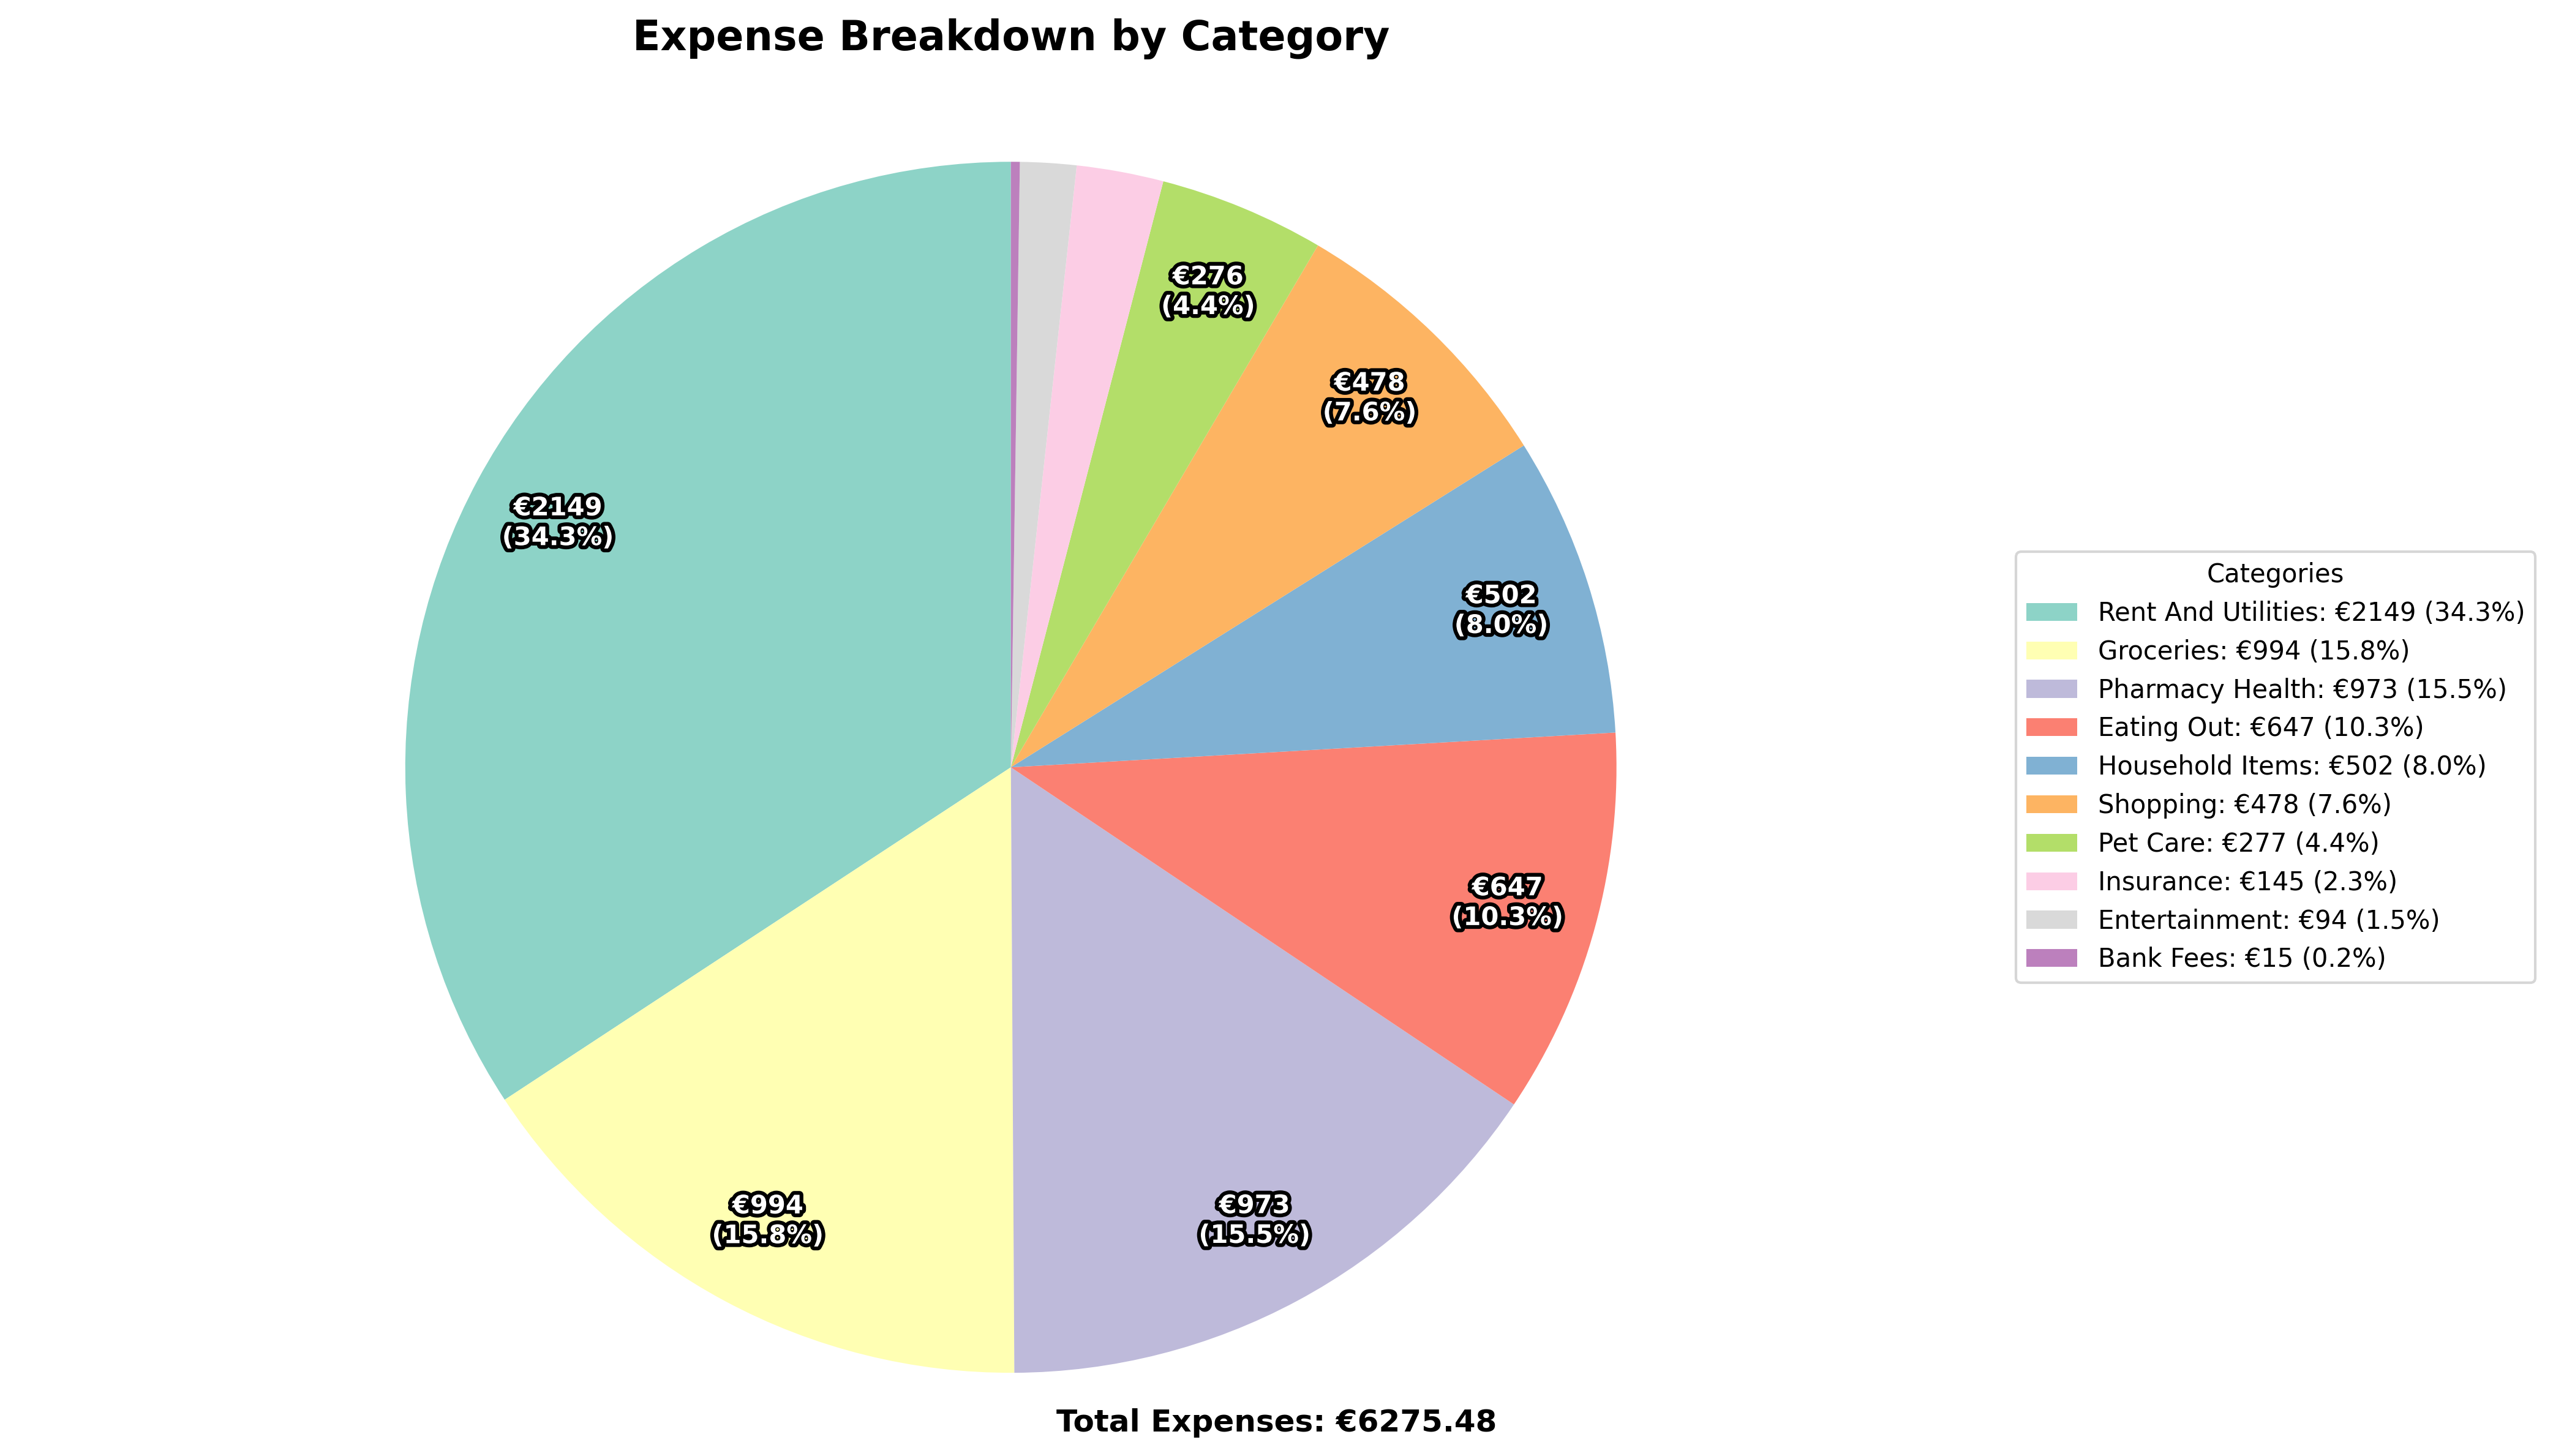 Expense Breakdown by Category
€276
(4.4%)
€478
(7.6%)
€2149
(34.3%)
€502
(8.0%)
€647
(10.3%)
€994
(15.8%)
€973
(15.5%)
Categories
Rent And Utilities: €2149 (34.3%)
Groceries: €994 (15.8%)
Pharmacy Health: €973 (15.5%)
Eating Out: €647 (10.3%)
Household Items: €502 (8.0%)
Shopping: €478 (7.6%)
Pet Care: €277 (4.4%)
Insurance: €145 (2.3%)
Entertainment: €94 (1.5%)
Bank Fees: €15 (0.2%)
Total Expenses: €6275.48